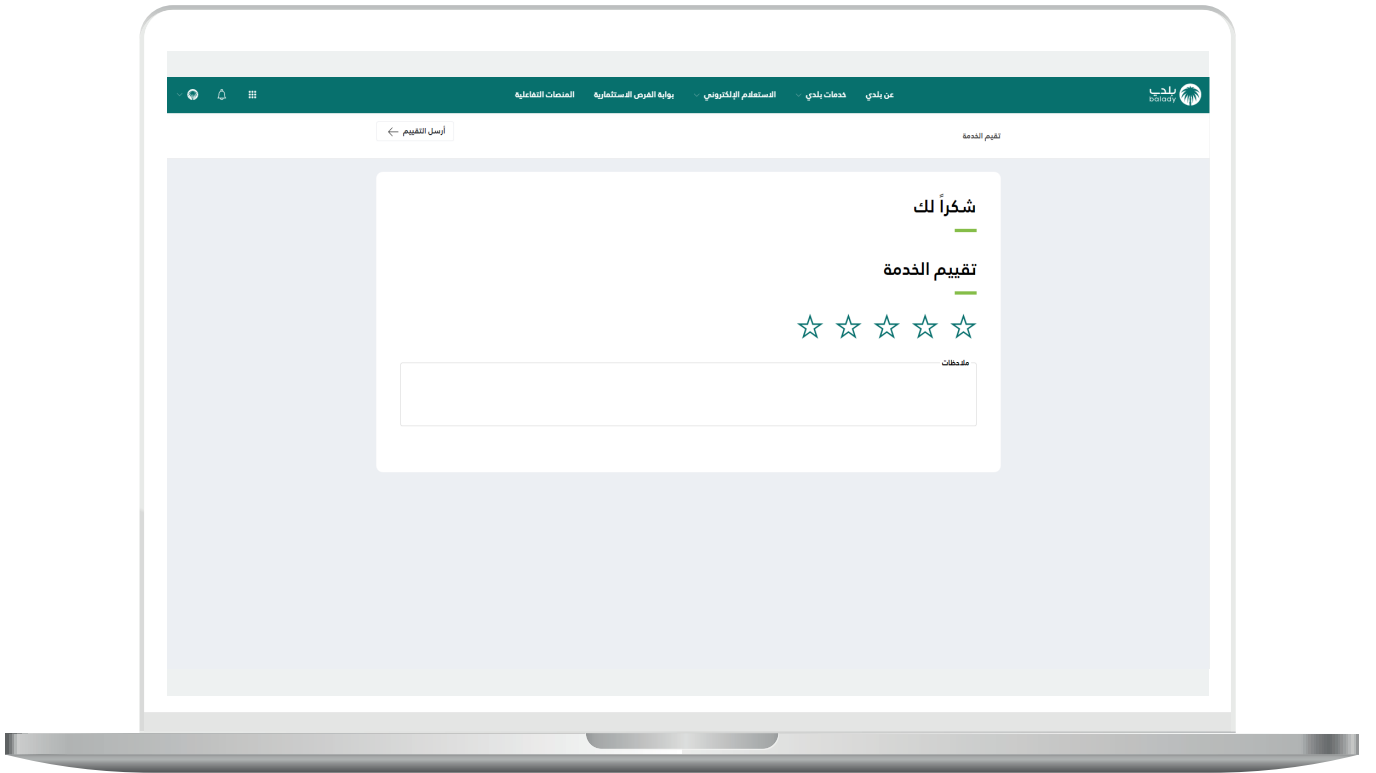 بلدي
balady
عن بلدي
خدمات بلدي
الاستعلام الإلكتروني
بوابة الفرص الاستثمارية
المنصات التفاعلية
تقيم الخدمة
أرسل التقييم
شكراً لك
تقييم الخدمة
ملاحظات